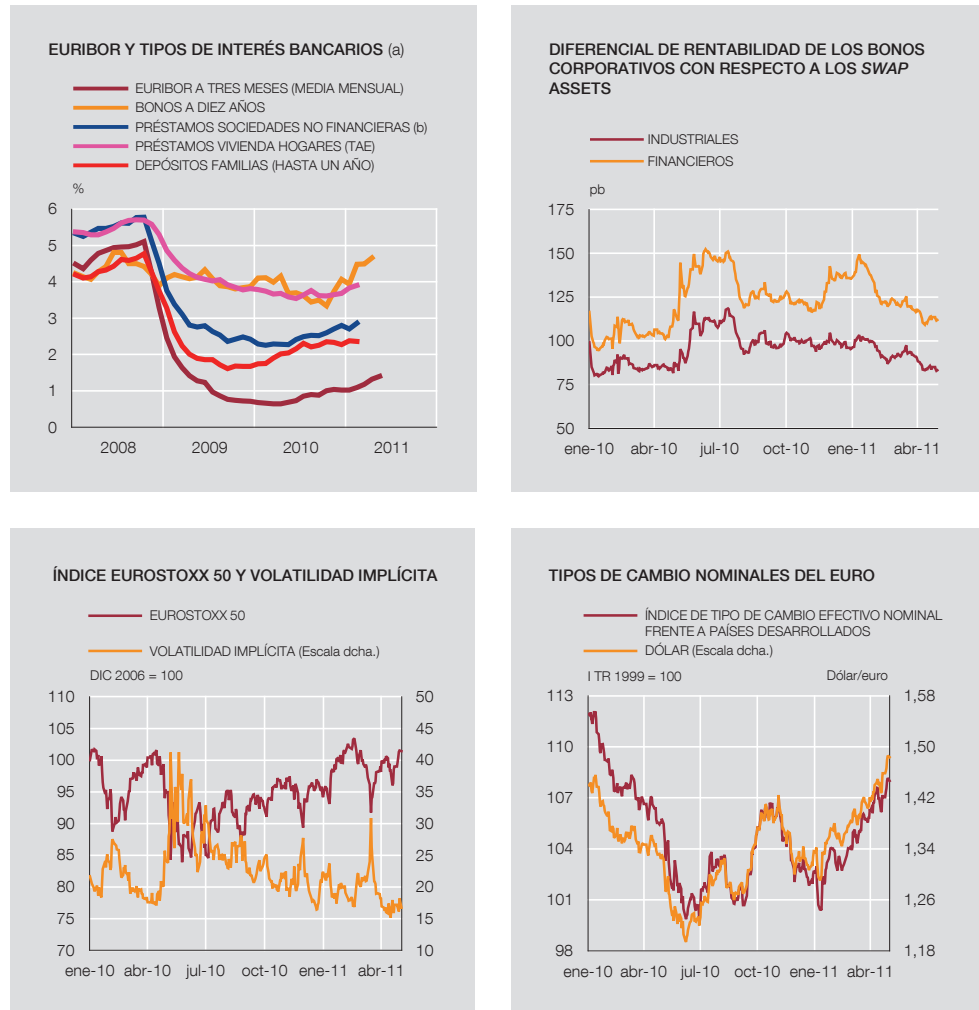 EURIBOR Y TIPOS DE INTERÉS BANCARIOS (a)
EURIBOR A TRES MESES (MEDIA MENSUAL)
BONOS A DIEZ AÑOS
PRÉSTAMOS SOCIEDADES NO FINANCIERAS (b)
PRÉSTAMOS VIVIENDA HOGARES (TAE)
DEPÓSITOS FAMILIAS (HASTA UN AÑO)
%
6
5
4
3
2
1
0
2008 2009 2010 2011
DIFERENCIAL DE RENTABILIDAD DE LOS BONOS
CORPORATIVOS CON RESPECTO A LOS SWAP
ASSETS
INDUSTRIALES
FINANCIEROS
pb
175
150
125
100
75
50
ene-10 abr-10 jul-10 oct-10 ene-11 abr-11
ÍNDICE EUROSTOXX 50 Y VOLATILIDAD IMPLÍCITA
EUROSTOXX 50
VOLATILIDAD IMPLÍCITA (Escala dcha.)
DIC 2006 = 100
110 50
105 45
100 40
95 35
90 30
85 25
80 20
75 15
70 10
ene-10 abr-10 jul-10 oct-10 ene-11 abr-11
TIPOS DE CAMBIO NOMINALES DEL EURO
ÍNDICE DE TIPO DE CAMBIO EFECTIVO NOMINAL
FRENTE A PAÍSES DESARROLLADOS
DÓLAR (Escala dcha.)
I TR 1999 = 100 Dólar/euro
113 1,58
110 1,50
107 1,42
104 1,34
101 1,26
98 1,18
ene-10 abr-10 jul-10 oct-10 ene-11 abr-11